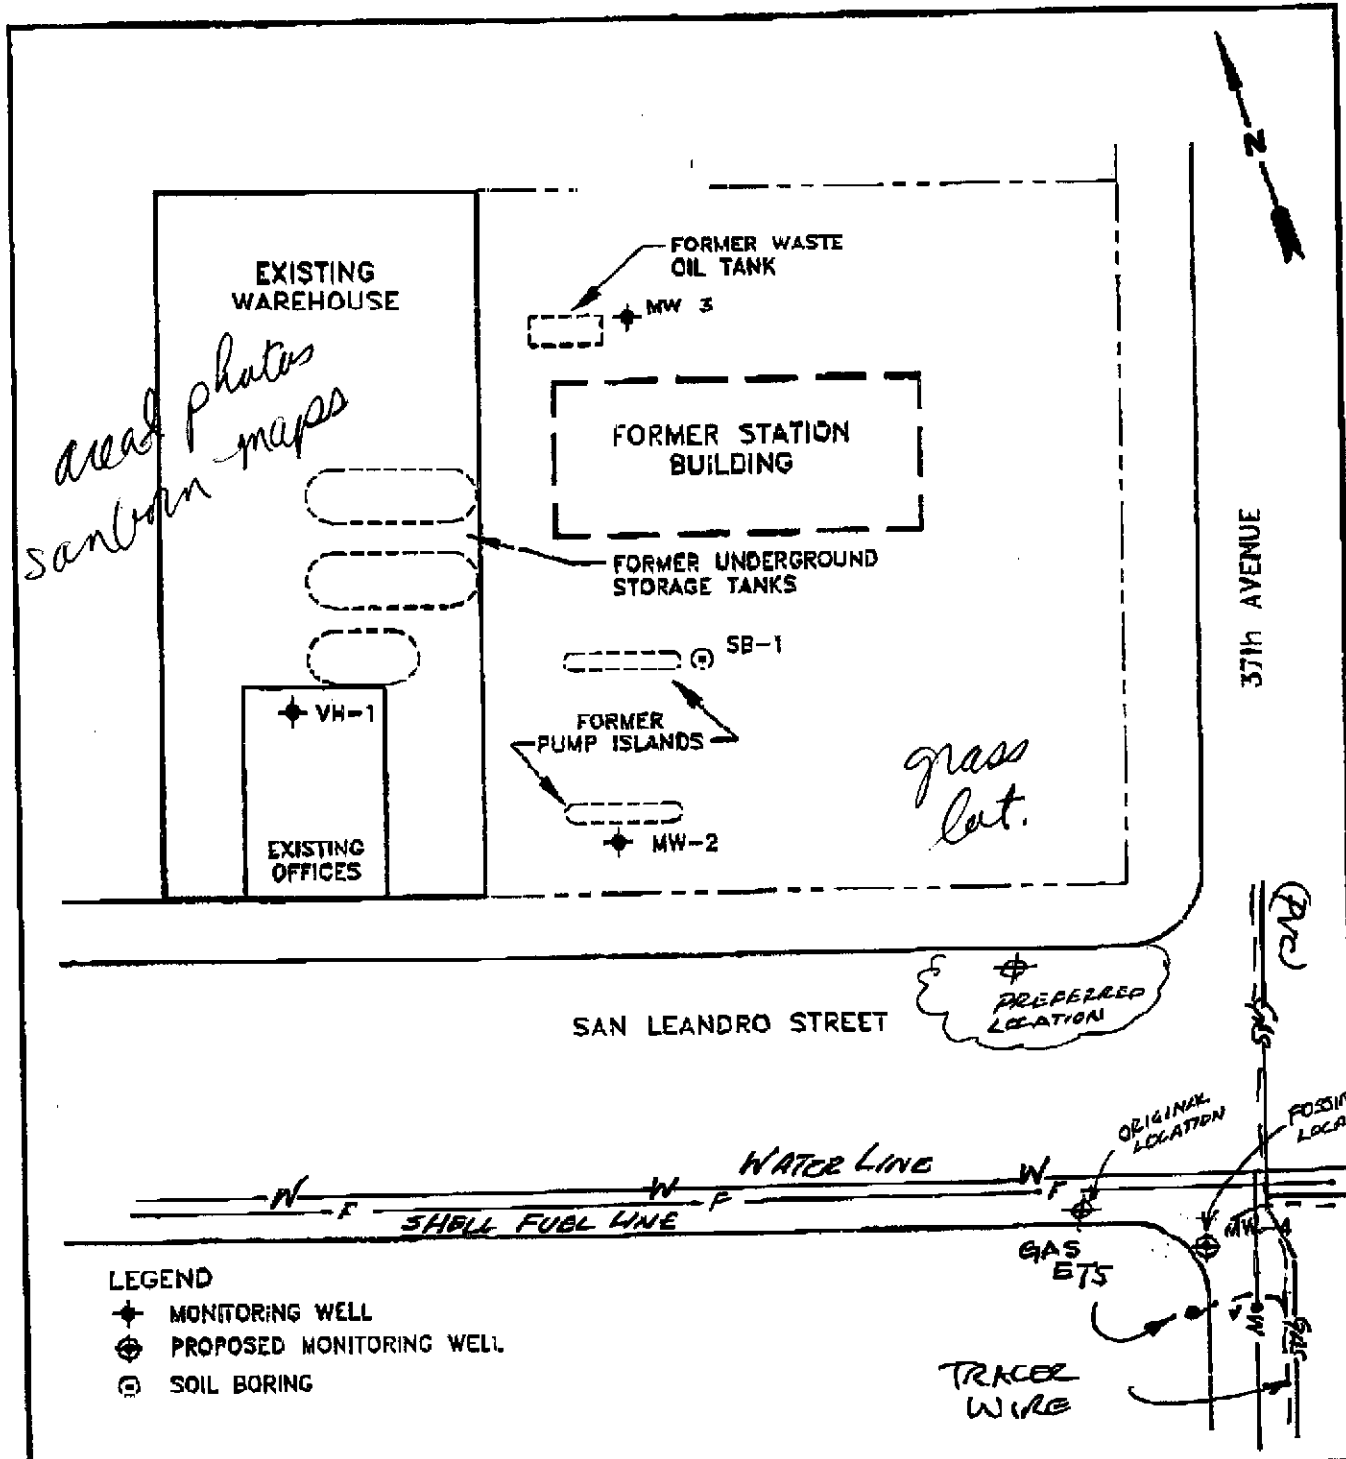 N
FORMER WASTE
OIL TANK
EXISTING
WAREHOUSE
MW 3
areal photos
sanborn maps
FORMER STATION
BUILDING
FORMER UNDERGROUND
STORAGE TANKS
37th AVENUE
SB-1
VH-1
FORMER
PUMP ISLANDS
grass
lot.
MW-2
EXISTING
OFFICES
(PVC)
PREFERRED
LOCATION
SAN LEANDRO STREET
GAS
ORIGINAL
LOCATION
WATER LINE
W W W
F F F
SHELL FUEL LINE
MW 4
GAS
ETS
W
GAS
TRACER
WIRE
LEGEND
MONITORING WELL
PROPOSED MONITORING WELL
SOIL BORING